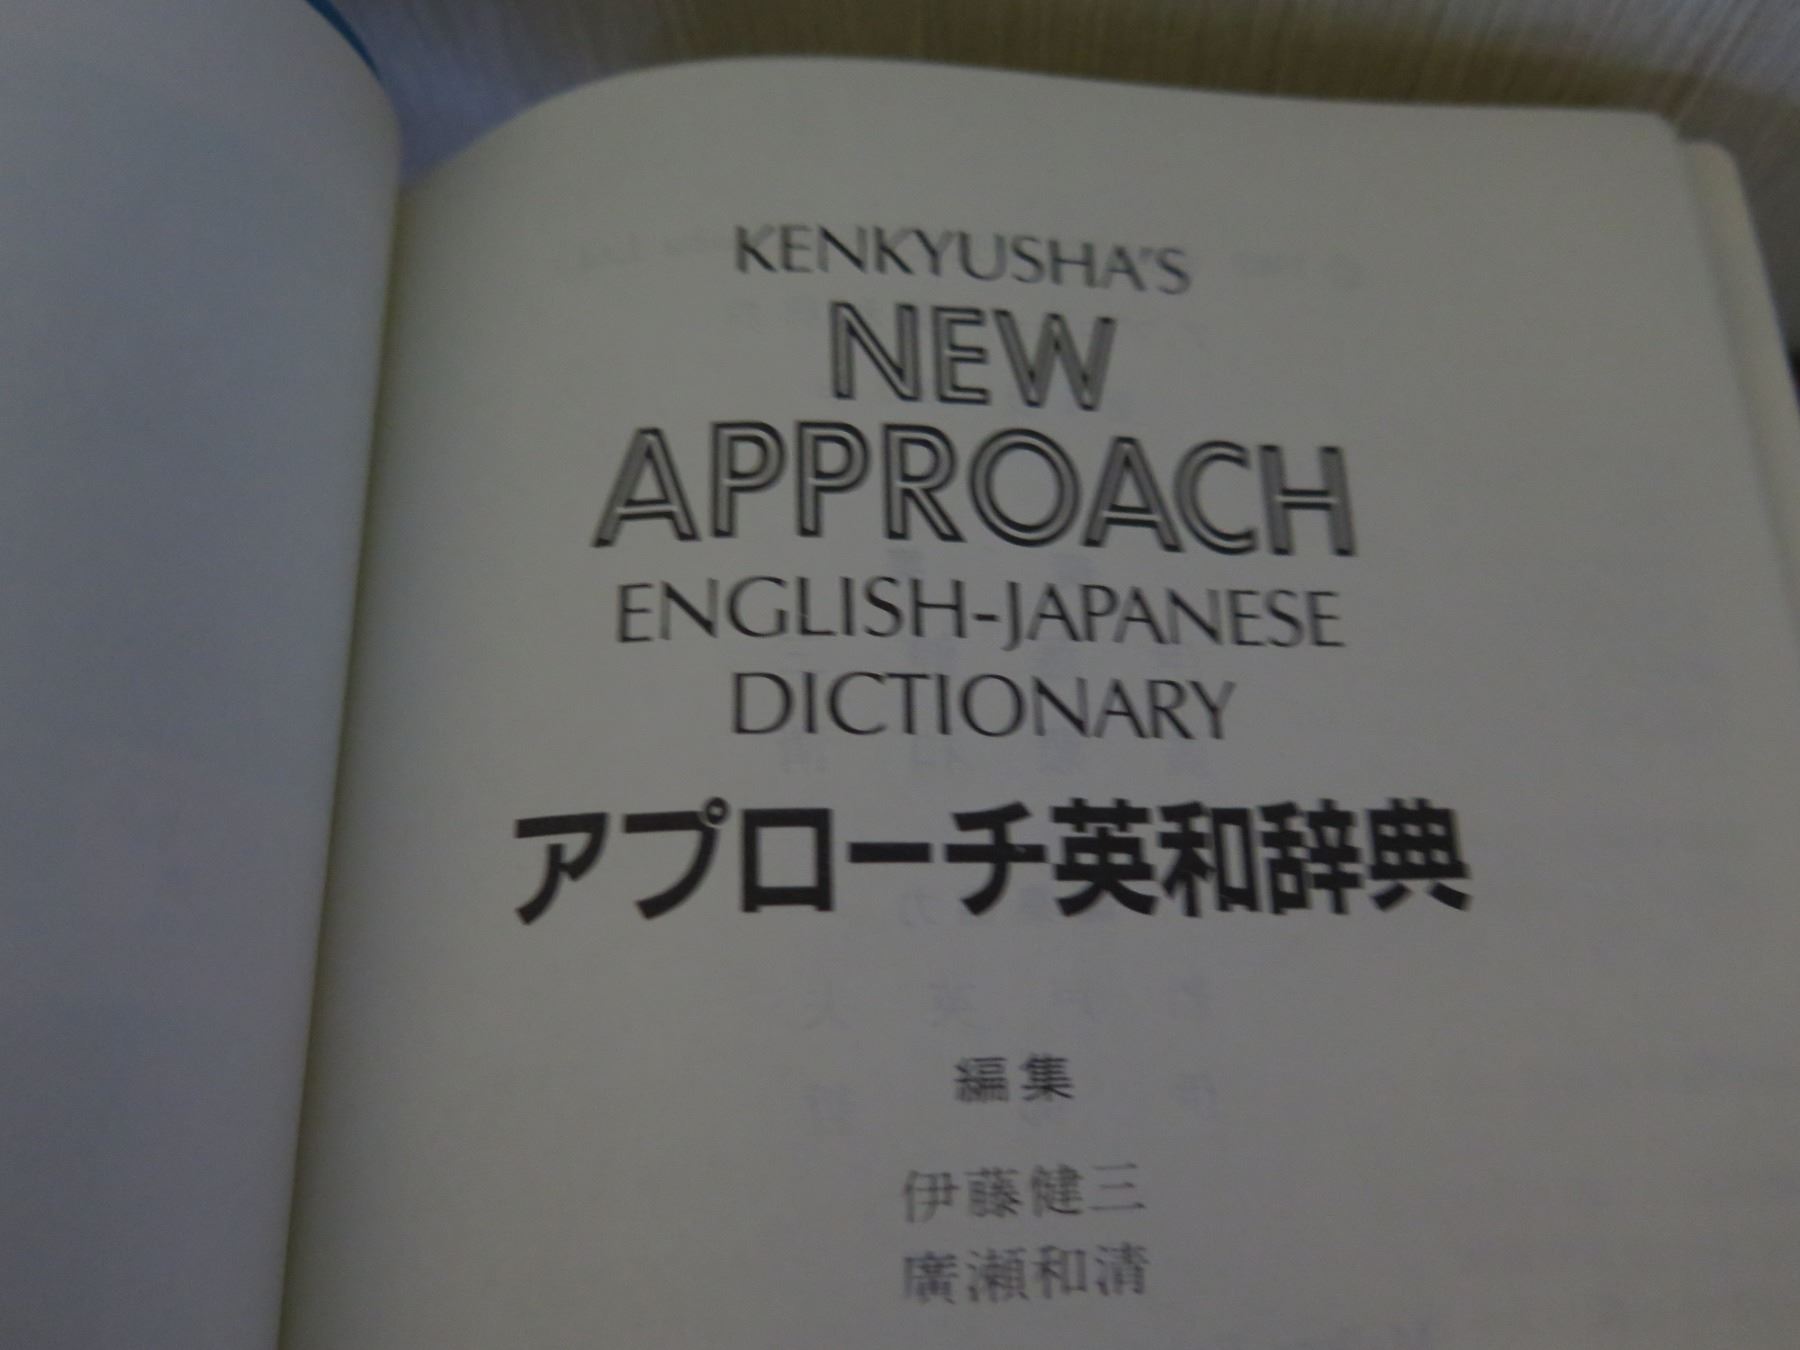 KENKYUSHA'S
NEW
APPROACH
ENGLISH-JAPANESE
DICTIONARY
アプローチ英和辞典
編集
伊藤健三
廣瀬和清